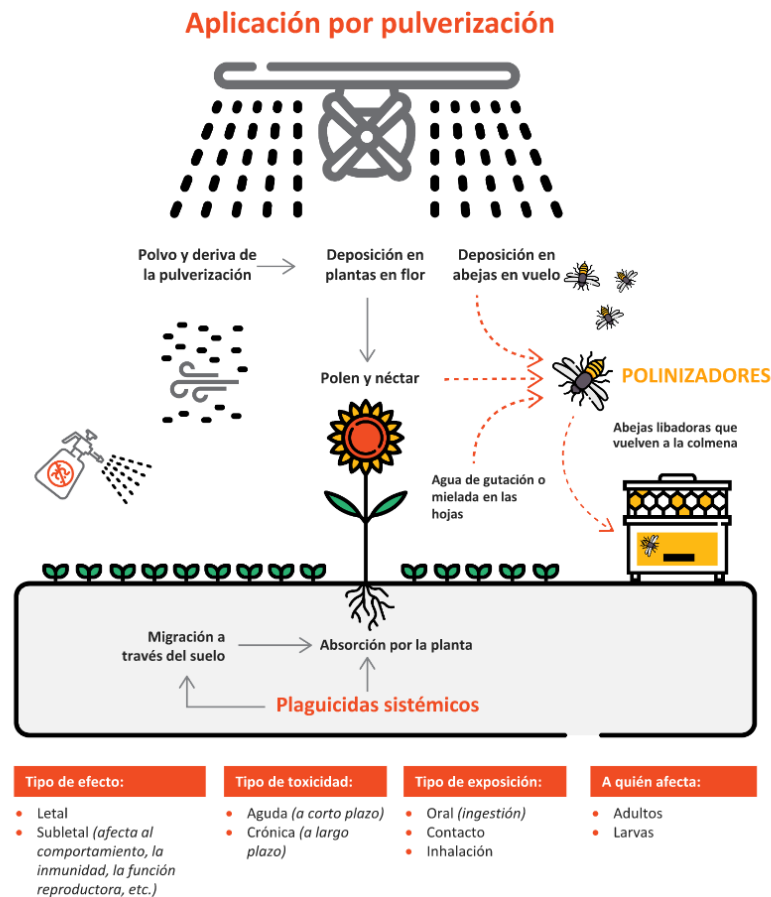 Aplicación por pulverización
Polvo y deriva de
la pulverización
Deposición en
plantas en flor
Deposición en
abejas en vuelo
Polen y néctar
POLINIZADORES
Abejas libadoras que
vuelven a la colmena
Agua de gutación o
mielada en las
hojas
Migración a
través del suelo
Absorción por la planta
Plaguicidas sistémicos
Tipo de efecto:
• Letal
• Subletal (afecta al
comportamiento, la
inmunidad, la función
reproductora, etc.)
Tipo de toxicidad:
• Aguda (a corto plazo)
• Crónica (a largo
plazo)
Tipo de exposición:
• Oral (ingestión)
• Contacto
• Inhalación
A quién afecta:
• Adultos
• Larvas